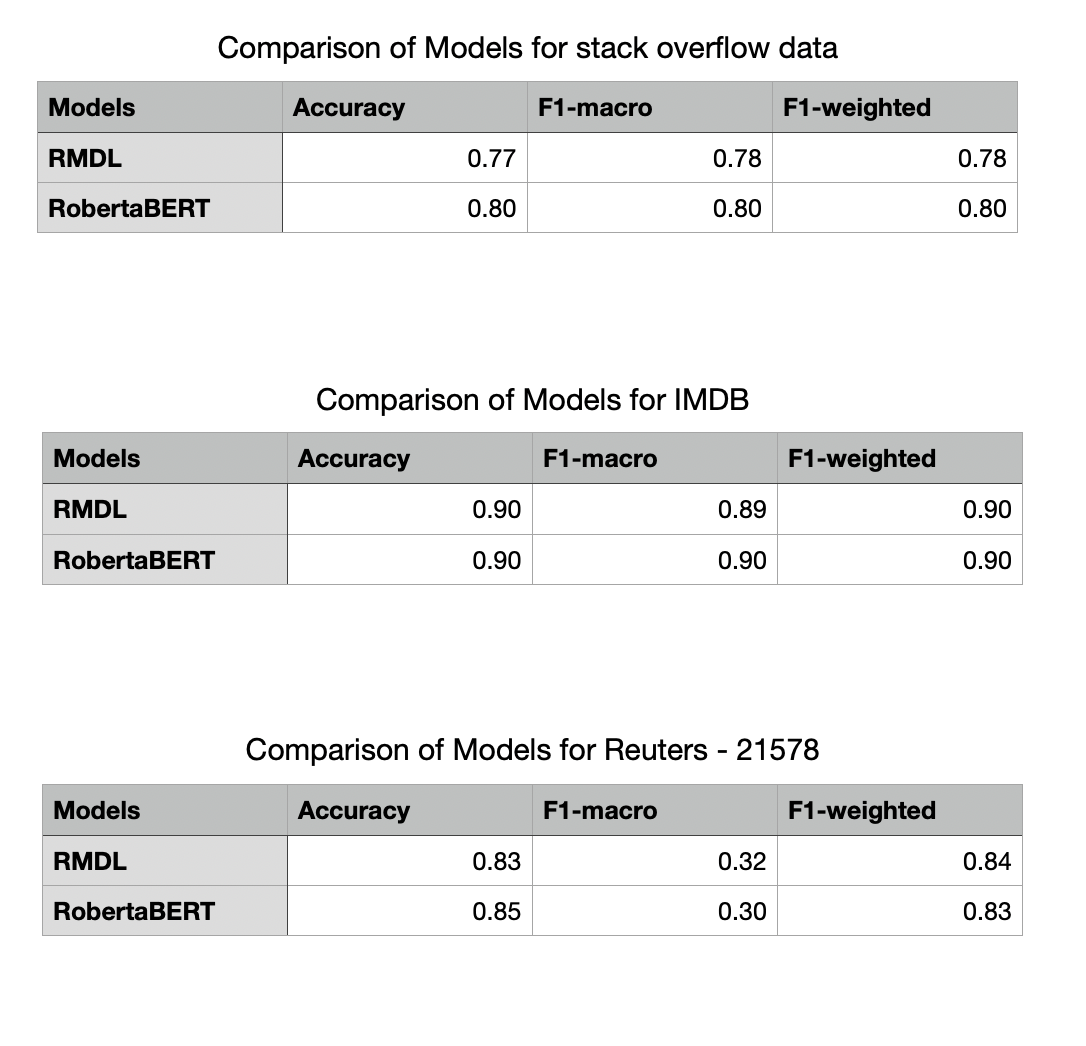 Comparison of Models for stack overflow data
Models Accuracy F1-macro F1-weighted
RMDL 0.77 0.78 0.78
RobertaBERT 0.80 0.80 0.80
Comparison of Models for IMDB
Models Accuracy F1-macro F1-weighted
RMDL 0.90 0.89 0.90
RobertaBERT 0.90 0.90 0.90
Comparison of Models for Reuters - 21578
Models Accuracy F1-macro F1-weighted
RMDL 0.83 0.32 0.84
RobertaBERT 0.85 0.30 0.83